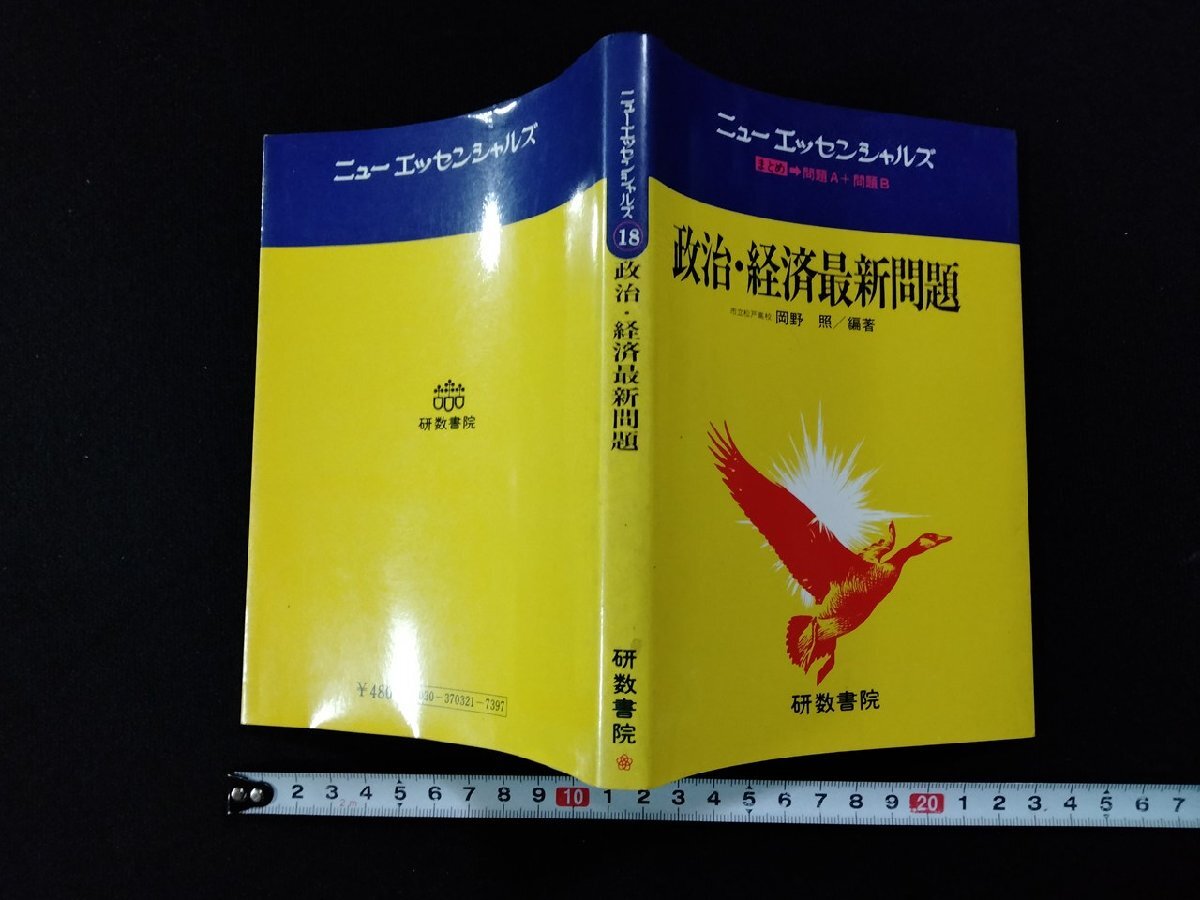 ニューエッセンシャルズ
研数書院
¥480
-370321-7397
ニューエッセンシャルズ
18
政治・経済最新問題
研数書院
ニューエッセンシャルズ
まとめ➡問題A+問題B
政治・経済最新問題
市立松戸高校 岡野 照/編著
研数書院
2 3 4 5 6 7 8 9 10 1 2 3 4 5 6 7 8 9 20 1 2 3 4 5 6 7
2m